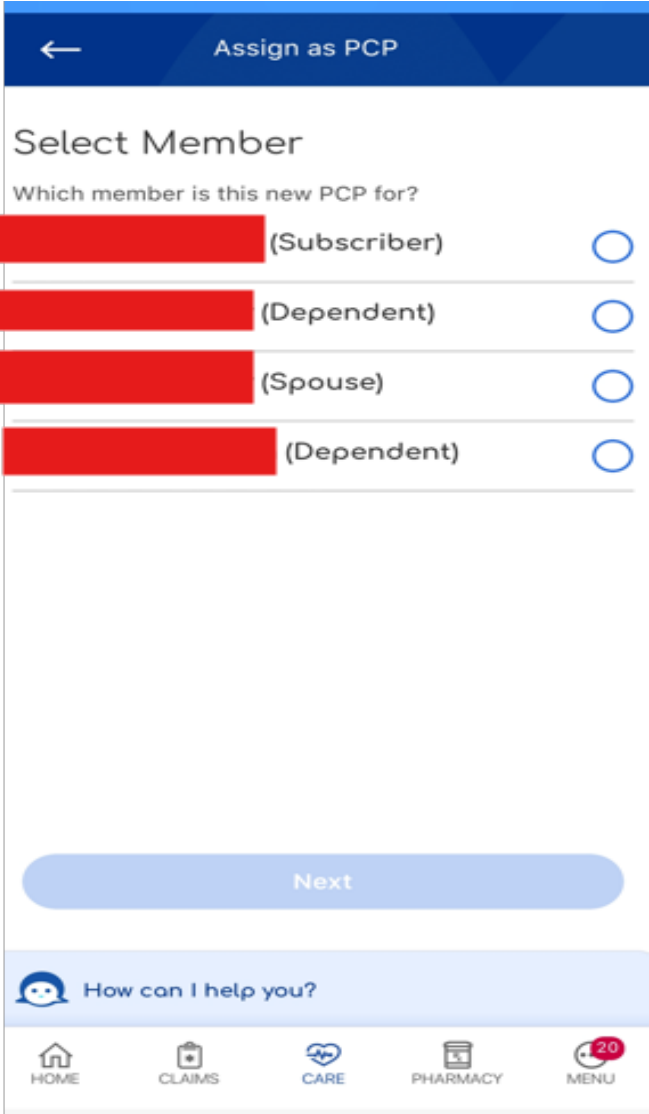 Assign as PCP
Select Member
Which member is this new PCP for?
(Subscriber)
(Dependent)
(Spouse)
(Dependent)
Next
How can I help you?
20
HOME CLAIMS CARE PHARMACY MENU